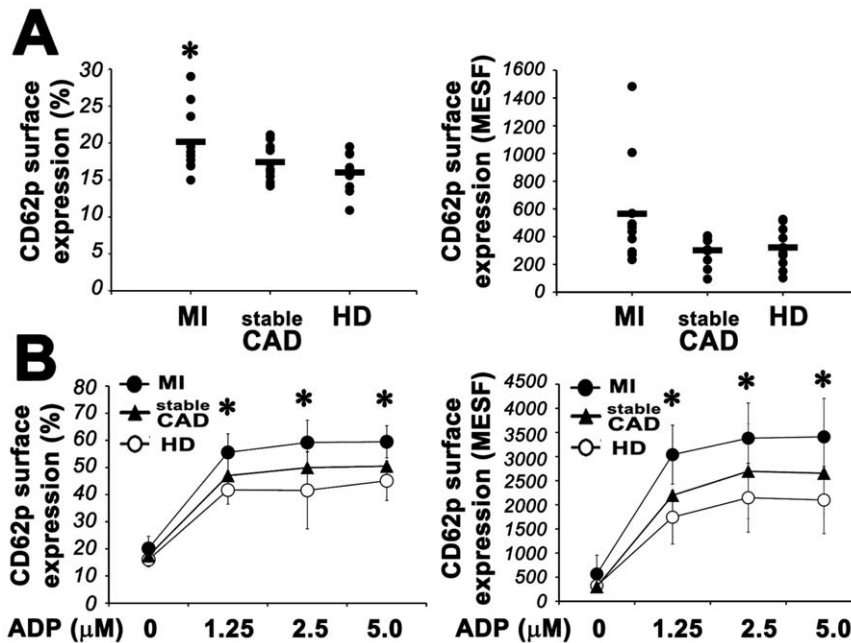 A
CD62p surface
expression (%)
30
25
20
15
10
5
0
*
MI
stable
CAD
HD
CD62p surface
expression (MESF)
1600
1400
1200
1000
800
600
400
200
0
MI
stable
CAD
HD
B
CD62p surface
expression (%)
80
70
60
50
40
30
20
10
0
MI
stable
CAD
HD
* * *
ADP (μM) 0 1.25 2.5 5.0
CD62p surface
expression (MESF)
4500
4000
3500
3000
2500
2000
1500
1000
500
0
MI
stable
CAD
HD
* * *
ADP (μM) 0 1.25 2.5 5.0